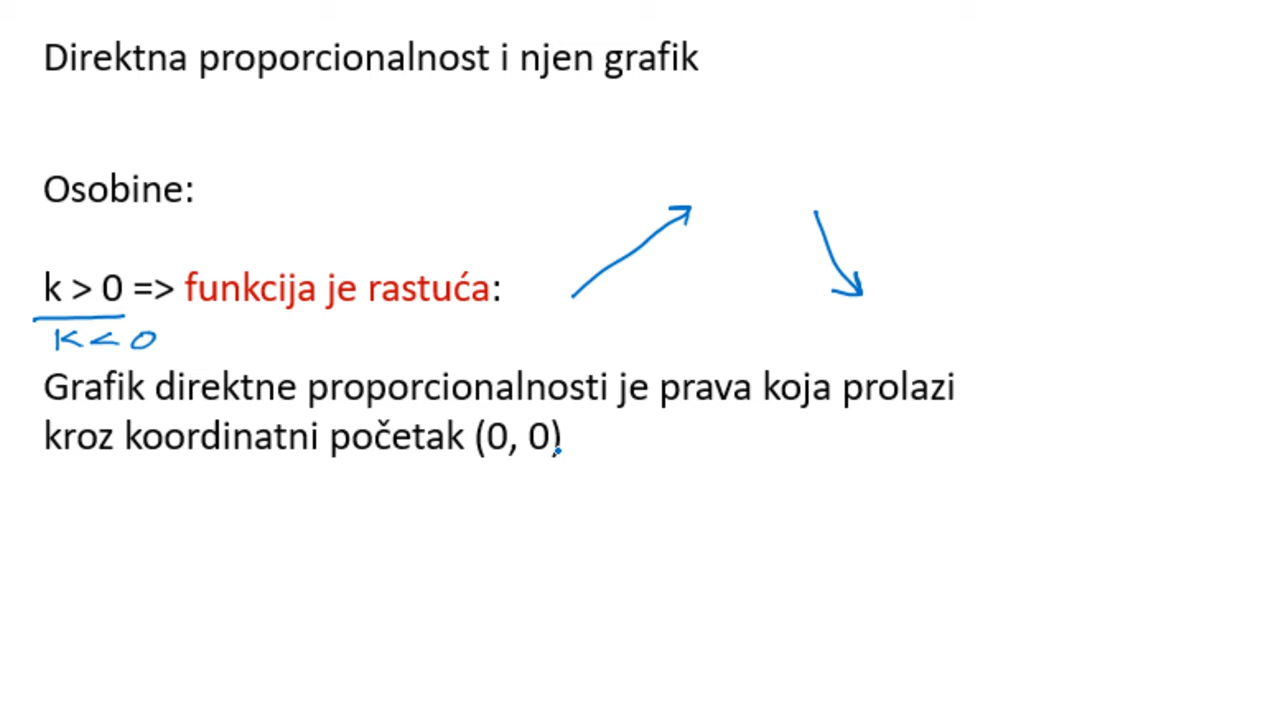 Direktna proporcionalnost i njen grafik
Osobine:
k > 0 => funkcija je rastuća:
k < 0
Grafik direktne proporcionalnosti je prava koja prolazi
kroz koordinatni početak (0, 0)